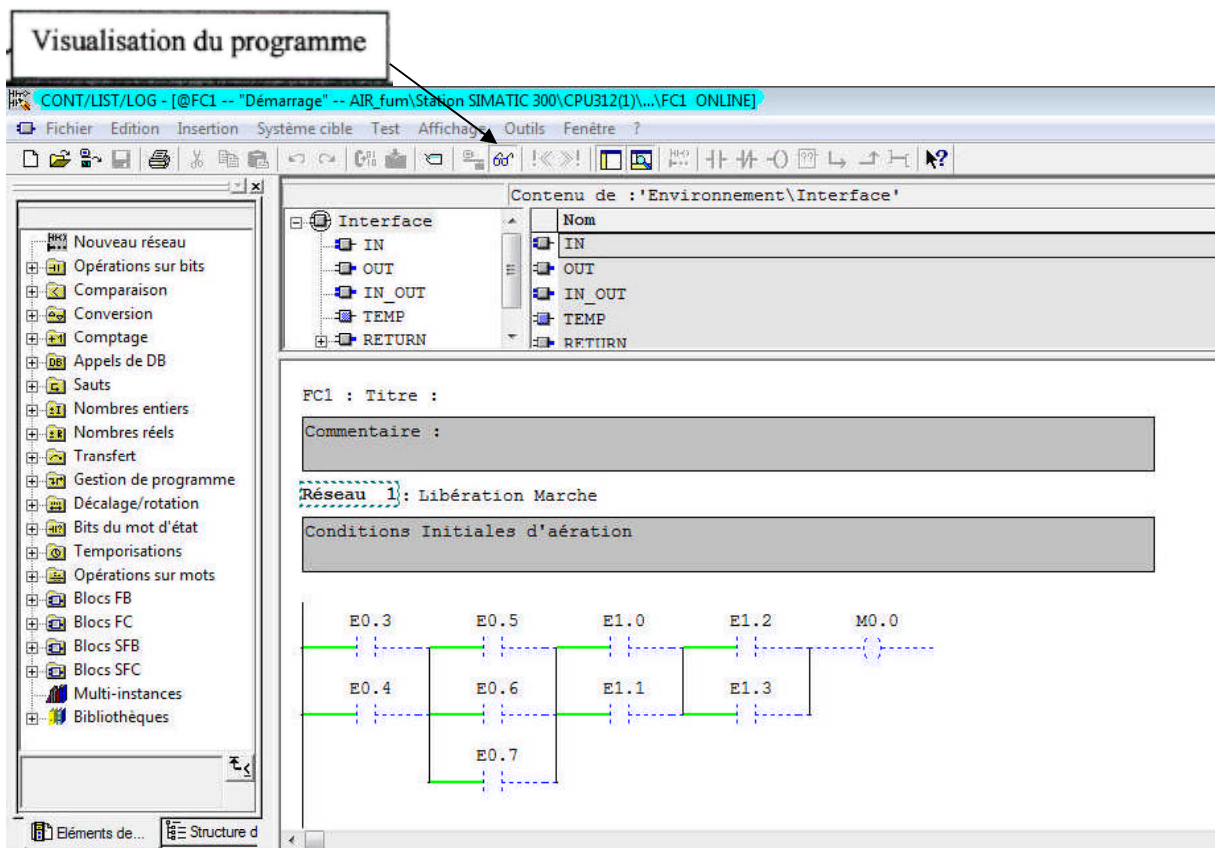 Visualisation du programme
CONT/LIST/LOG - [@FC1 -- "Démarrage" -- AIR_fum\Station SIMATIC 300\CPU312(1)\...\FC1 ONLINE]
Fichier Edition Insertion Système cible Test Affichage Outils Fenêtre ?
Contenu de :'Environnement\Interface'
Interface
IN
OUT
IN_OUT
TEMP
RETURN
Nom
IN
OUT
IN_OUT
TEMP
RETURN
Nouveau réseau
Opérations sur bits
Comparaison
Conversion
Comptage
Appels de DB
Sauts
Nombres entiers
Nombres réels
Transfert
Gestion de programme
Décalage/rotation
Bits du mot d'état
Temporisations
Opérations sur mots
Blocs FB
Blocs FC
Blocs SFB
Blocs SFC
Multi-instances
Bibliothèques
Eléments de... Structure d
FC1 : Titre :
Commentaire :
Réseau 1 : Libération Marche
Conditions Initiales d'aération
E0.3 E0.5 E1.0 E1.2 M0.0
E0.4 E0.6 E1.1 E1.3
E0.7